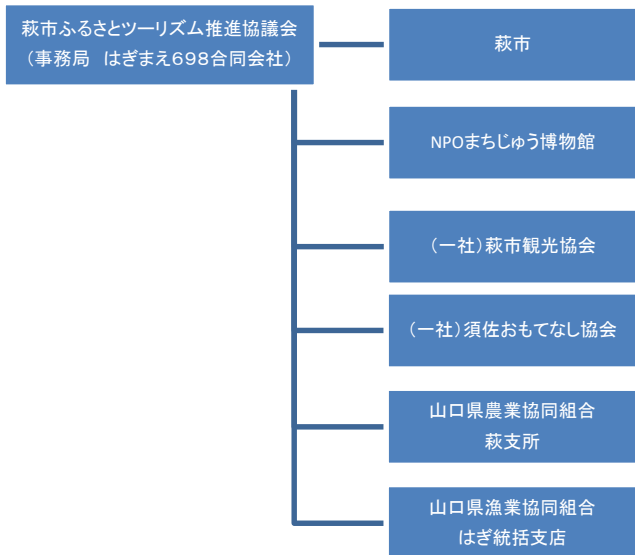 萩市ふるさとツーリズム推進協議会
（事務局　はぎまえ698合同会社）
萩市
NPOまちじゅう博物館
（一社）萩市観光協会
（一社）須佐おもてなし協会
山口県農業協同組合
萩支所
山口県漁業協同組合
はぎ統括支店